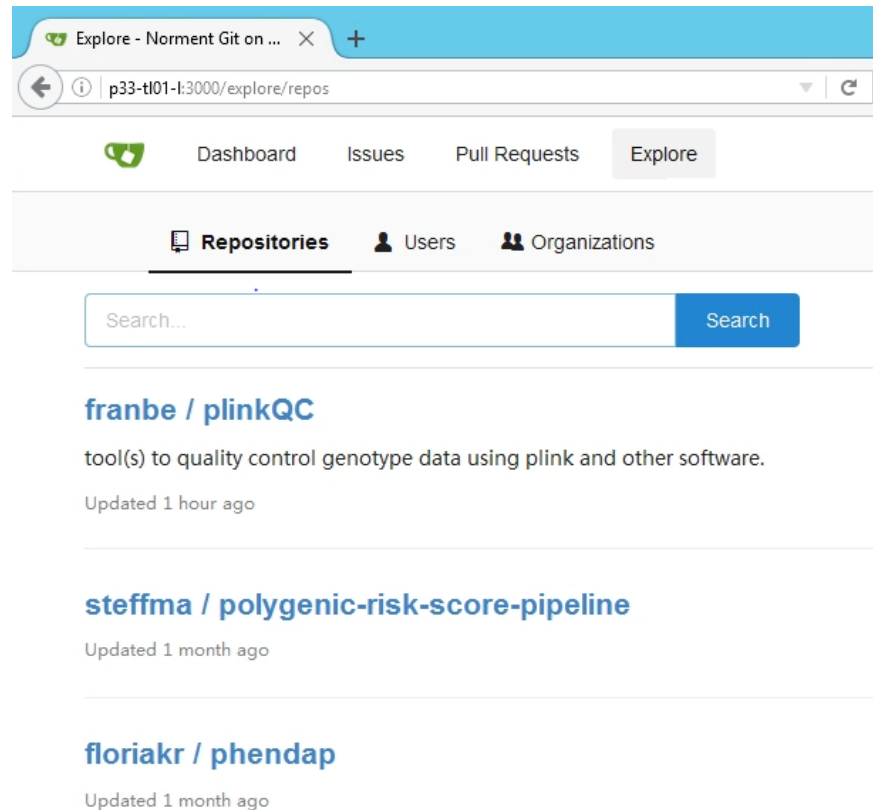 Explore - Norment Git on ...
p33-tl01-l:3000/explore/repos
Dashboard Issues Pull Requests Explore
Repositories Users Organizations
Search... Search
franbe / plinkQC
tool(s) to quality control genotype data using plink and other software.
Updated 1 hour ago
steffma / polygenic-risk-score-pipeline
Updated 1 month ago
floriakr / phendap
Updated 1 month ago